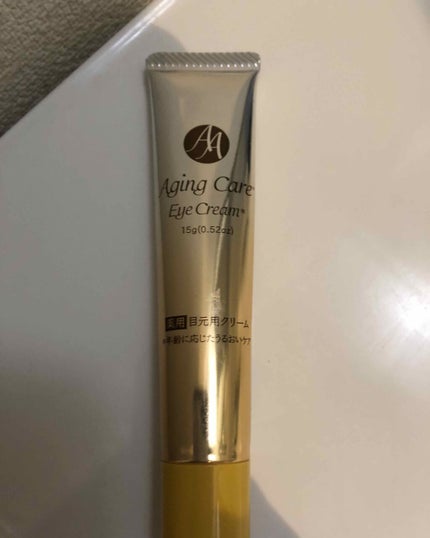 AA
Aging Care*
Eye Cream*
15g(0.52oz)
薬用 目元用クリーム
*年齢に応じたうるおいケア